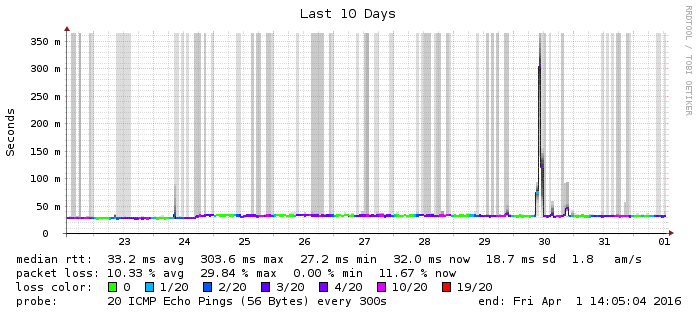 Last 10 Days
RRDTOOL / TOBI OETIKER
Seconds
350 m
300 m
250 m
200 m
150 m
100 m
50 m
0
23 24 25 26 27 28 29 30 31 01
median rtt: 33.2 ms avg 303.6 ms max 27.2 ms min 32.0 ms now 18.7 ms sd 1.8 am/s
packet loss: 10.33 % avg 29.84 % max 0.00 % min 11.67 % now
loss color: 0 1/20 2/20 3/20 4/20 10/20 19/20
probe: 20 ICMP Echo Pings (56 Bytes) every 300s end: Fri Apr 1 14:05:04 2016